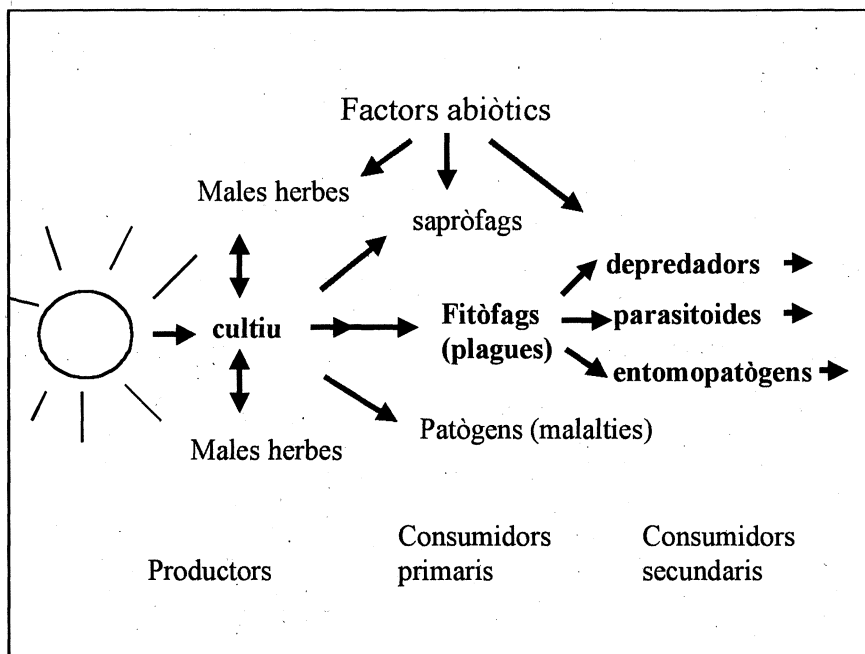 Factors abiòtics
Males herbes
sapròfags
depredadors
cultiu
Fitòfags
(plagues)
parasitoides
entomopatògens
Patògens (malalties)
Males herbes
Productors
Consumidors
primaris
Consumidors
secundaris